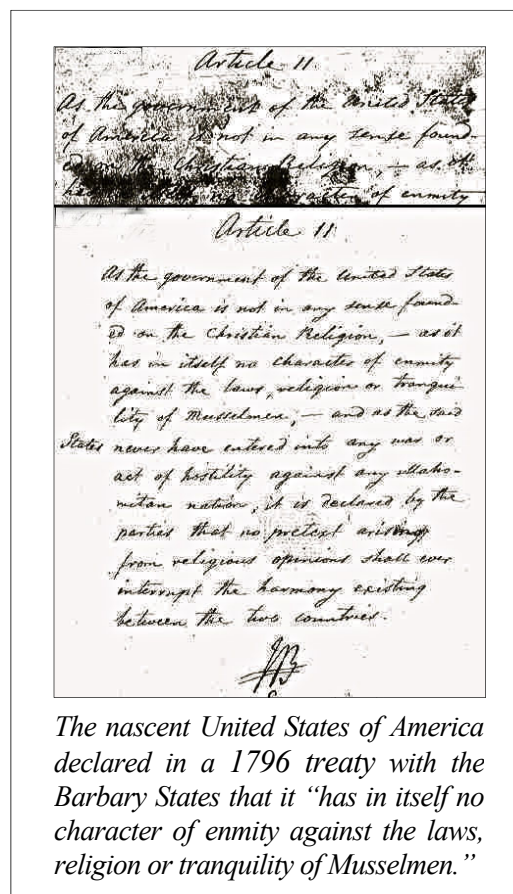 Article 11
As the government of the United States
of America is not in any sense found-
ed on the Christian Religion, — as it
has
character of enmity
Article 11
As the government of the United States
of America is not in any sense found-
ed on the Christian Religion, — as it
has in itself no character of enmity
against the laws, religion or tranqui-
lity of Musselmen, — and as the said
States never have entered into any war or
act of hostility against any Maho-
mitan nation, it is declared by the
parties that no pretext arising
from religious opinions shall ever
interrupt the harmony existing
between the two countries.
JB
The nascent United States of America
declared in a 1796 treaty with the
Barbary States that it “has in itself no
character of enmity against the laws,
religion or tranquility of Musselmen.”